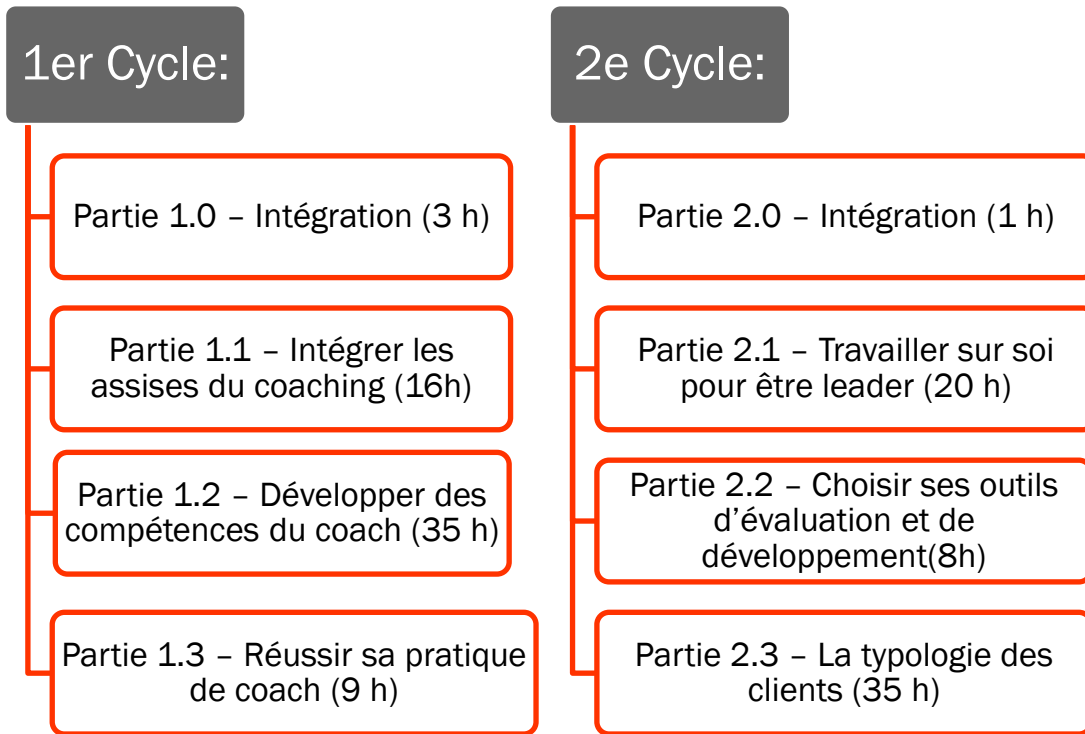 1er Cycle:
Partie 1.0 – Intégration (3 h)
Partie 1.1 – Intégrer les
assises du coaching (16h)
Partie 1.2 – Développer des
compétences du coach (35 h)
Partie 1.3 – Réussir sa pratique
de coach (9 h)
2e Cycle:
Partie 2.0 – Intégration (1 h)
Partie 2.1 – Travailler sur soi
pour être leader (20 h)
Partie 2.2 – Choisir ses outils
d’évaluation et de
développement(8h)
Partie 2.3 – La typologie des
clients (35 h)